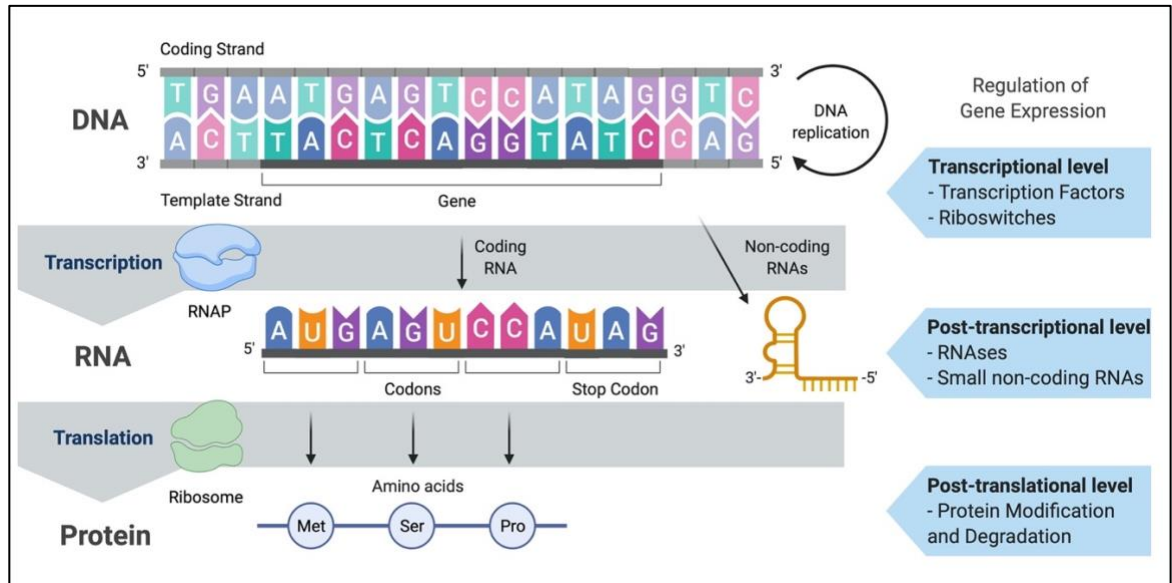 Coding Strand
5' 3'
T G A A T G A G T C C A T A G G T C
DNA
A C T T A C T C A G G T A T C C A G
3' 5'
Template Strand
Gene
DNA
replication
Regulation of
Gene Expression
Transcriptional level
- Transcription Factors
- Riboswitches
Transcription
RNAP
Coding
RNA
Non-coding
RNAs
RNA
5' A U G A G U C C A U A G 3'
Codons
Stop Codon
3'- -5'
Post-transcriptional level
- RNAses
- Small non-coding RNAs
Translation
Ribosome
Amino acids
Protein
Met Ser Pro
Post-translational level
- Protein Modification
and Degradation